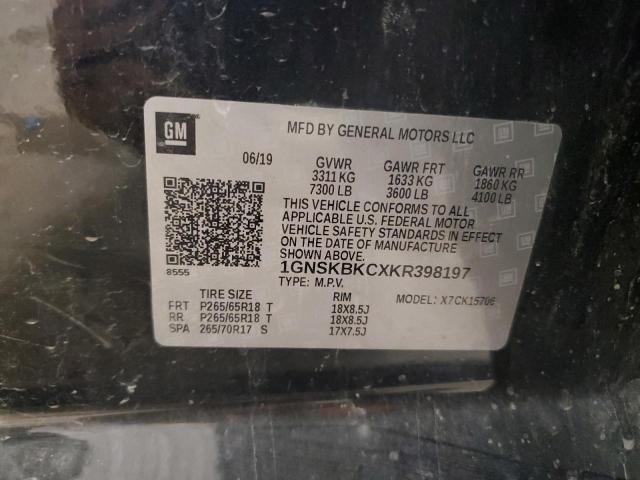 GM
MFD BY GENERAL MOTORS LLC
06/19 GVWR GAWR FRT GAWR RR
3311 KG 1633 KG 1860 KG
7300 LB 3600 LB 4100 LB
THIS VEHICLE CONFORMS TO ALL
APPLICABLE U.S. FEDERAL MOTOR
VEHICLE SAFETY STANDARDS IN EFFECT
ON THE DATE OF MANUFACTURE
SHOWN ABOVE.
8555
1GNSKBKCXKR398197
TYPE: M.P.V.
TIRE SIZE RIM MODEL: X7CK15706
FRT P265/65R18 T 18X8.5J
RR P265/65R18 T 18X8.5J
SPA 265/70R17 S 17X7.5J